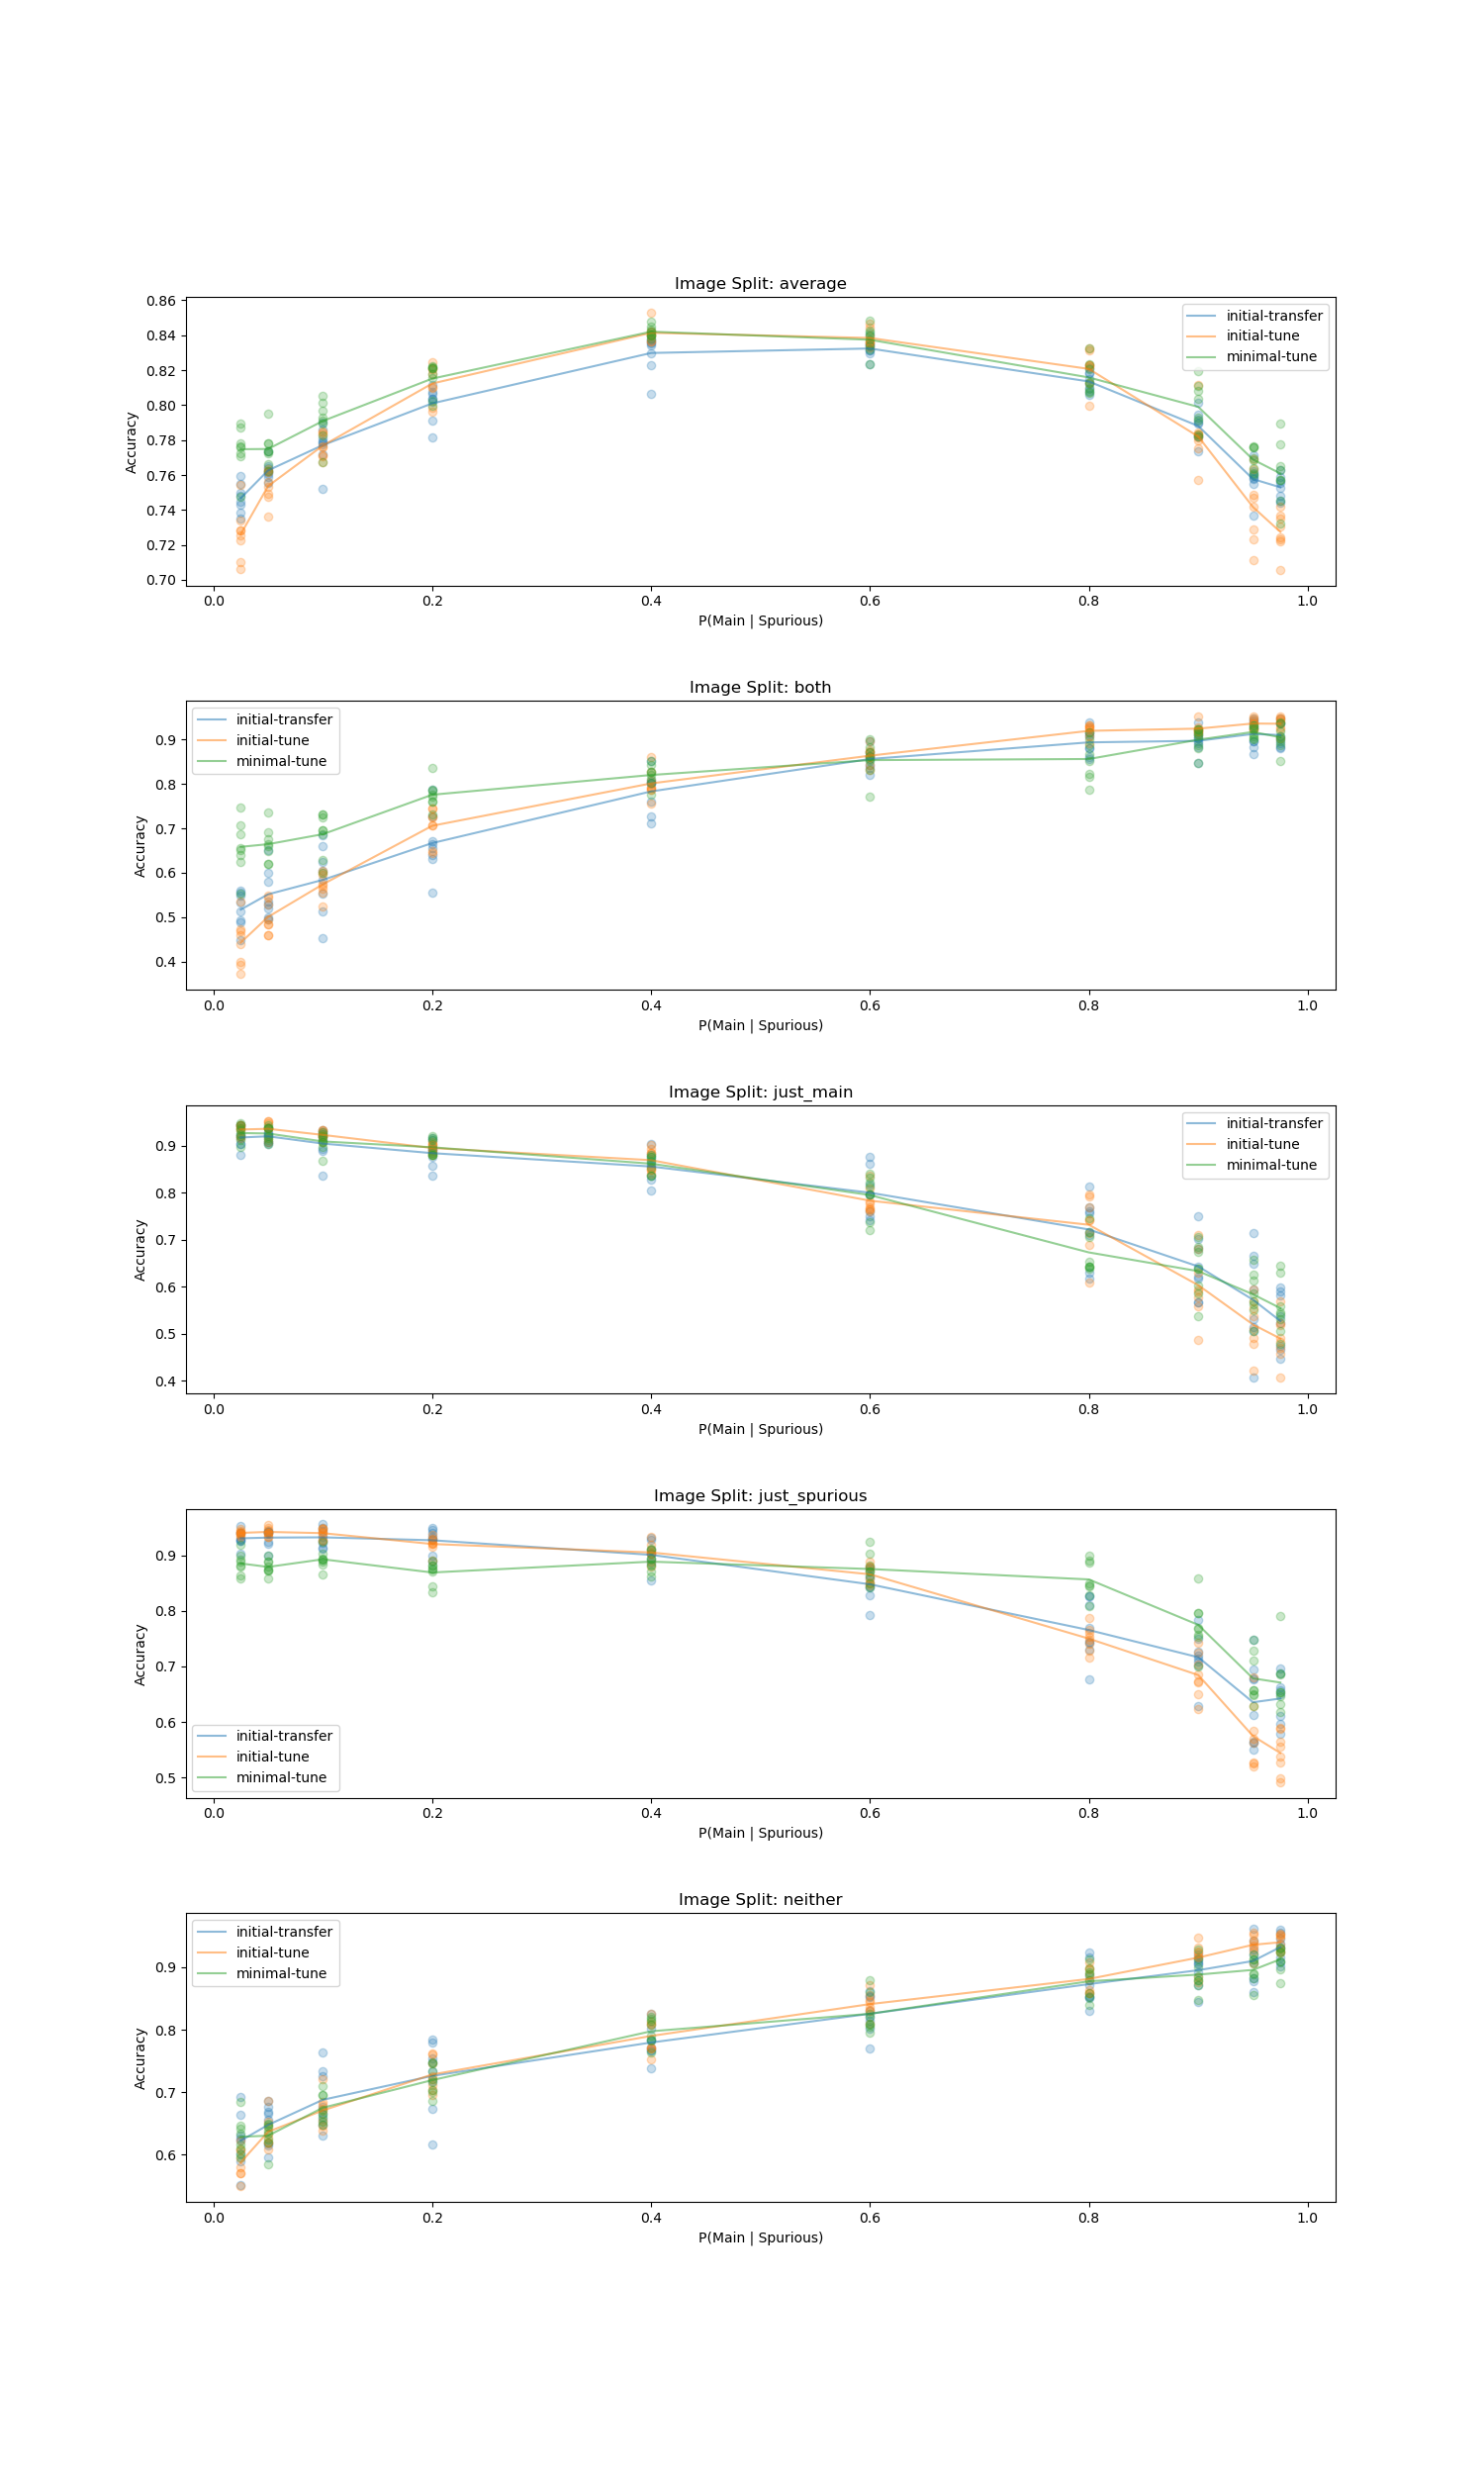 Image Split: average
0.86
0.84
0.82
0.80
0.78
0.76
0.74
0.72
0.70
Accuracy
initial-transfer
initial-tune
minimal-tune
0.0 0.2 0.4 0.6 0.8 1.0
P(Main | Spurious)
Image Split: both
0.9
0.8
0.7
0.6
0.5
0.4
Accuracy
initial-transfer
initial-tune
minimal-tune
0.0 0.2 0.4 0.6 0.8 1.0
P(Main | Spurious)
Image Split: just_main
0.9
0.8
0.7
0.6
0.5
0.4
Accuracy
initial-transfer
initial-tune
minimal-tune
0.0 0.2 0.4 0.6 0.8 1.0
P(Main | Spurious)
Image Split: just_spurious
0.9
0.8
0.7
0.6
0.5
Accuracy
initial-transfer
initial-tune
minimal-tune
0.0 0.2 0.4 0.6 0.8 1.0
P(Main | Spurious)
Image Split: neither
0.9
0.8
0.7
0.6
Accuracy
initial-transfer
initial-tune
minimal-tune
0.0 0.2 0.4 0.6 0.8 1.0
P(Main | Spurious)